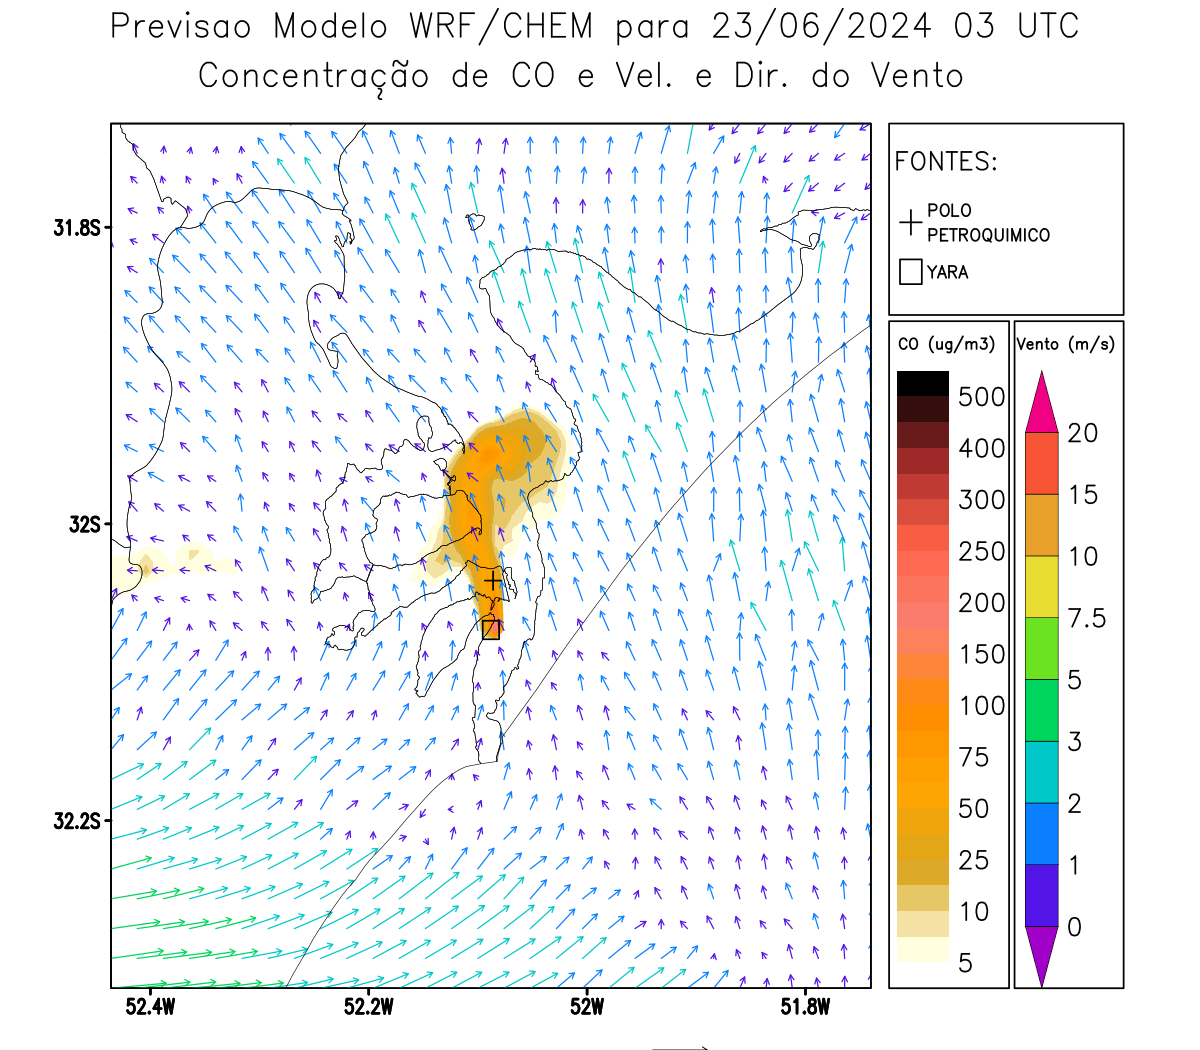 Previsao Modelo WRF/CHEM para 23/06/2024 03 UTC
Concentração de CO e Vel. e Dir. do Vento
FONTES:
POLO
PETROQUIMICO
YARA
CO (ug/m3)
500
400
300
250
200
150
100
75
50
25
10
5
Vento (m/s)
20
15
10
7.5
5
3
2
1
0
31.8S
32S
32.2S
52.4W
52.2W
52W
51.8W